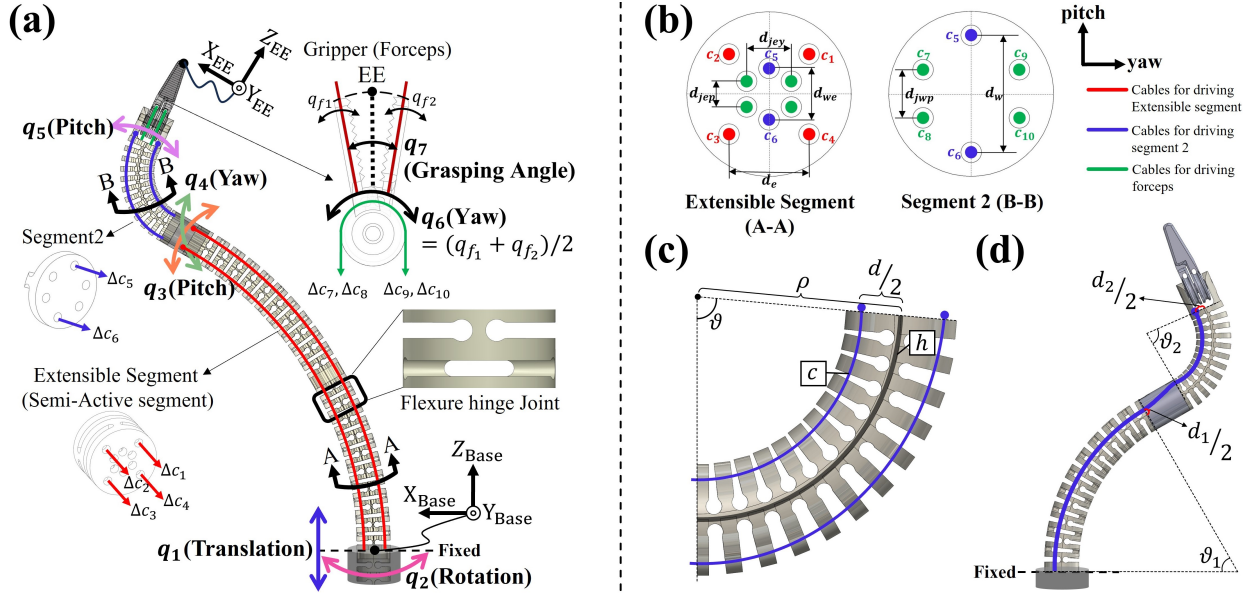 (a)
X_EE
Z_EE
Y_EE
Gripper (Forceps)
EE
q_f1
q_f2
q_7
(Grasping Angle)
q_5(Pitch)
B
B
q_4(Yaw)
q_6(Yaw)
= (q_f1 + q_f2)/2
Segment2
q_3(Pitch)
Δc_7, Δc_8
Δc_9, Δc_10
Δc_5
Δc_6
Extensible Segment
(Semi-Active segment)
Flexure hinge Joint
Δc_1
Δc_2
Δc_4
Δc_3
A
A
Z_Base
X_Base
Y_Base
q_1(Translation)
Fixed
q_2(Rotation)
(b)
d_jey
c_2
c_5
c_1
d_jep
d_we
c_3
c_6
c_4
d_e
Extensible Segment
(A-A)
c_5
c_7
c_9
d_jwp
d_w
c_8
c_10
c_6
Segment 2 (B-B)
pitch
yaw
Cables for driving
Extensible segment
Cables for driving
segment 2
Cables for driving
forceps
(c)
ρ
d/2
ϑ
h
c
(d)
d_2/2
ϑ_2
d_1/2
ϑ_1
Fixed